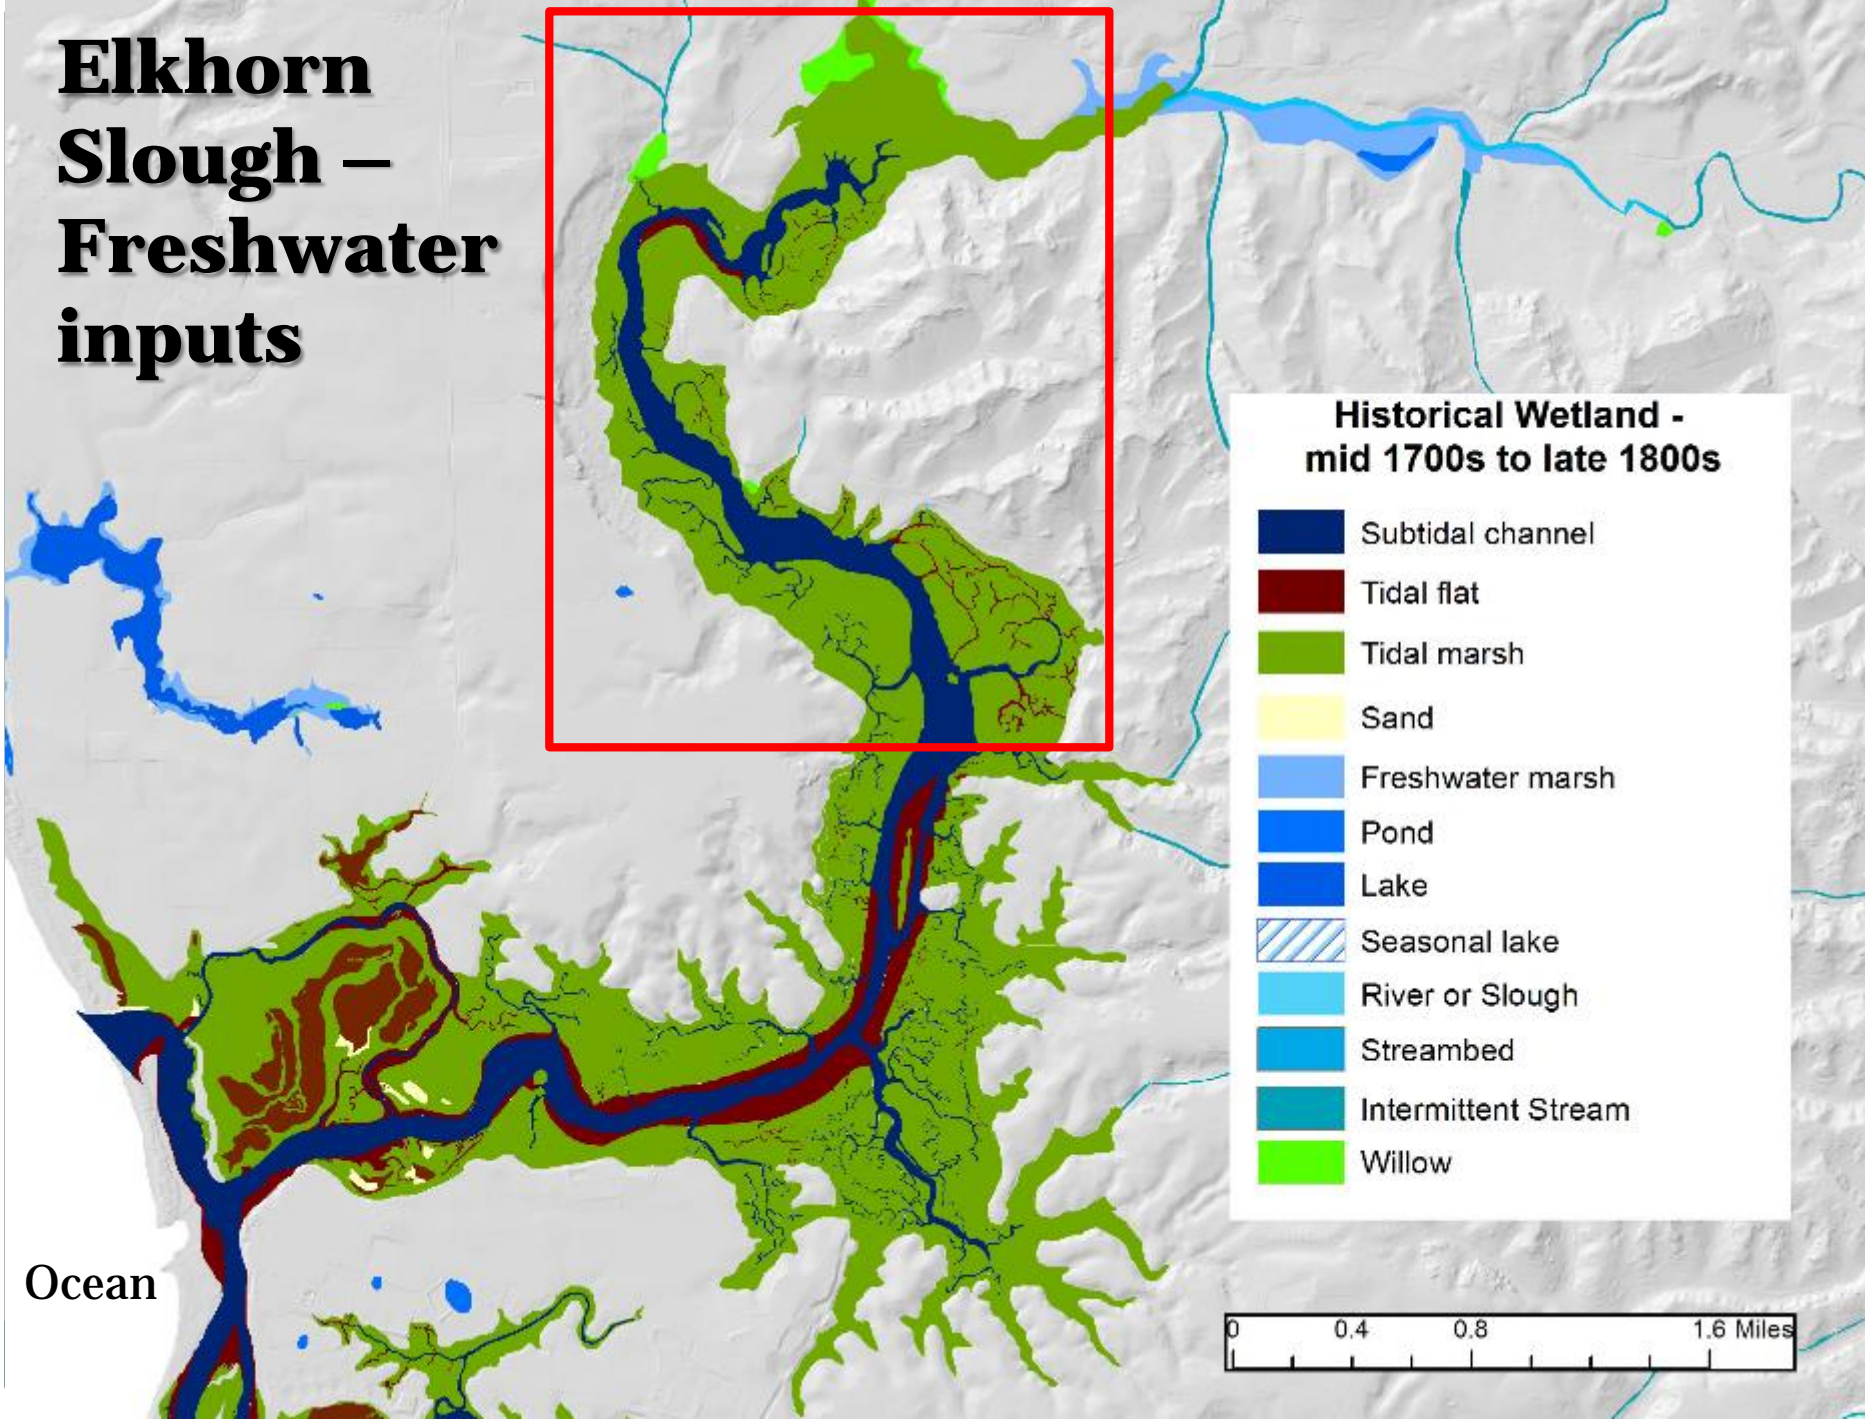 Elkhorn
Slough –
Freshwater
inputs
Historical Wetland -
mid 1700s to late 1800s
Subtidal channel
Tidal flat
Tidal marsh
Sand
Freshwater marsh
Pond
Lake
Seasonal lake
River or Slough
Streambed
Intermittent Stream
Willow
Ocean
0 0.4 0.8 1.6 Miles